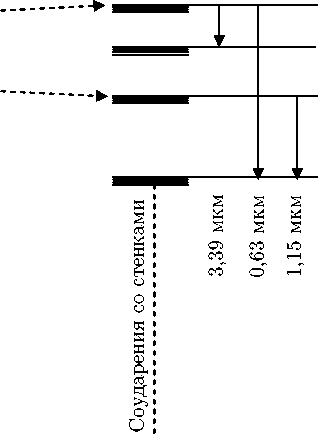 Соударения со стенками
3,39 мкм
0,63 мкм
1,15 мкм